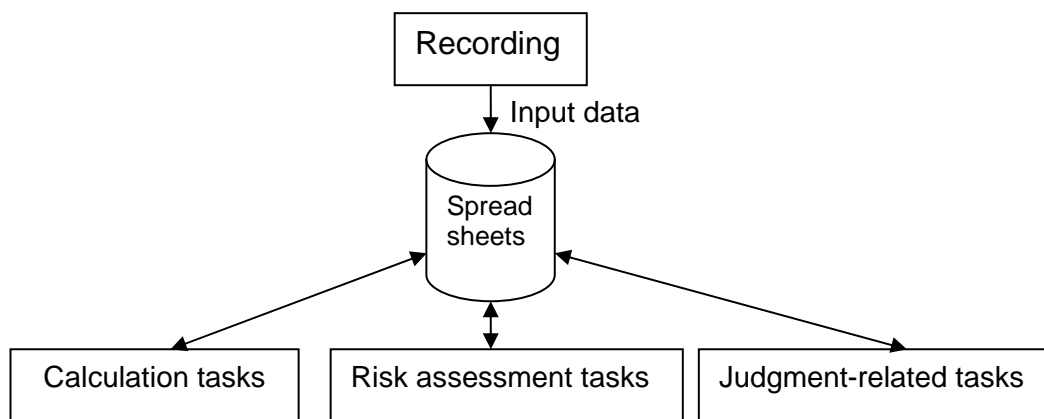 Recording
Input data
Spread
sheets
Calculation tasks
Risk assessment tasks
Judgment-related tasks